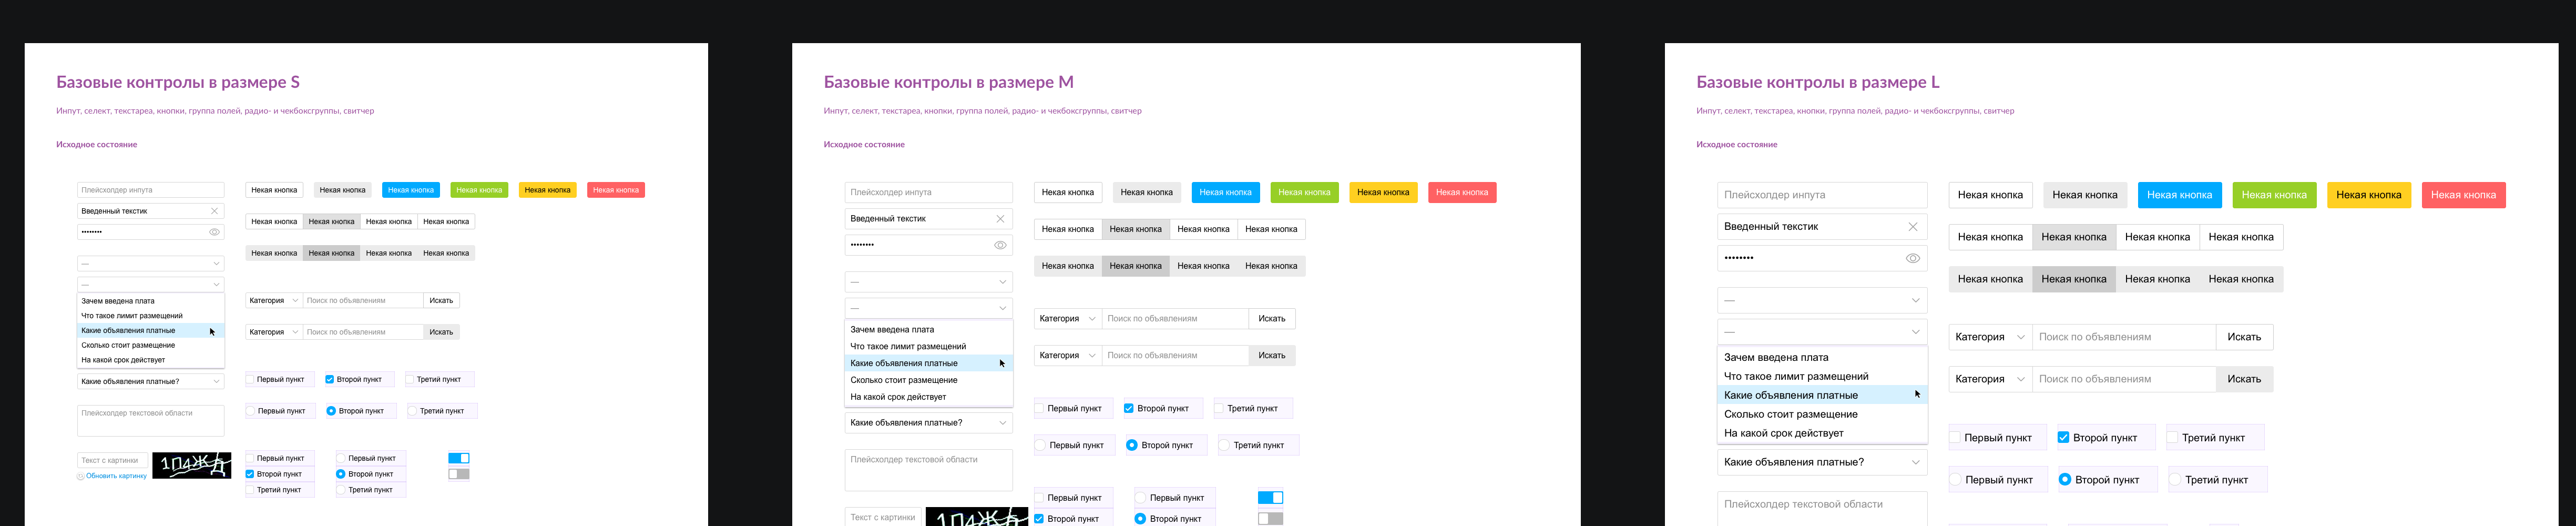 Базовые контролы в размере S
Инпут, селект, текстареа, кнопки, группа полей, радио- и чекбоксгруппы, свитчер
Исходное состояние
Плейсхолдер инпута
Введенный текстик
••••••••
—
—
Зачем введена плата
Что такое лимит размещений
Какие объявления платные
Сколько стоит размещение
На какой срок действует
Какие объявления платные?
Плейсхолдер текстовой области
Текст с картинки
Обновить картинку
1П4ЖД
Некая кнопка Некая кнопка Некая кнопка Некая кнопка Некая кнопка Некая кнопка
Некая кнопка Некая кнопка Некая кнопка Некая кнопка
Некая кнопка Некая кнопка Некая кнопка Некая кнопка
Категория Поиск по объявлениям Искать
Категория Поиск по объявлениям Искать
Первый пункт Второй пункт Третий пункт
Первый пункт Второй пункт Третий пункт
Первый пункт Первый пункт
Второй пункт Второй пункт
Третий пункт Третий пункт
Базовые контролы в размере M
Инпут, селект, текстареа, кнопки, группа полей, радио- и чекбоксгруппы, свитчер
Исходное состояние
Плейсхолдер инпута
Введенный текстик
••••••••
—
—
Зачем введена плата
Что такое лимит размещений
Какие объявления платные
Сколько стоит размещение
На какой срок действует
Какие объявления платные?
Плейсхолдер текстовой области
Текст с картинки
1П4ЖД
Некая кнопка Некая кнопка Некая кнопка Некая кнопка Некая кнопка Некая кнопка
Некая кнопка Некая кнопка Некая кнопка Некая кнопка
Некая кнопка Некая кнопка Некая кнопка Некая кнопка
Категория Поиск по объявлениям Искать
Категория Поиск по объявлениям Искать
Первый пункт Второй пункт Третий пункт
Первый пункт Второй пункт Третий пункт
Первый пункт Первый пункт
Второй пункт Второй пункт
Базовые контролы в размере L
Инпут, селект, текстареа, кнопки, группа полей, радио- и чекбоксгруппы, свитчер
Исходное состояние
Плейсхолдер инпута
Введенный текстик
••••••••
—
—
Зачем введена плата
Что такое лимит размещений
Какие объявления платные
Сколько стоит размещение
На какой срок действует
Какие объявления платные?
Плейсхолдер текстовой области
Некая кнопка Некая кнопка Некая кнопка Некая кнопка Некая кнопка Некая кнопка
Некая кнопка Некая кнопка Некая кнопка Некая кнопка
Некая кнопка Некая кнопка Некая кнопка Некая кнопка
Категория Поиск по объявлениям Искать
Категория Поиск по объявлениям Искать
Первый пункт Второй пункт Третий пункт
Первый пункт Второй пункт Третий пункт